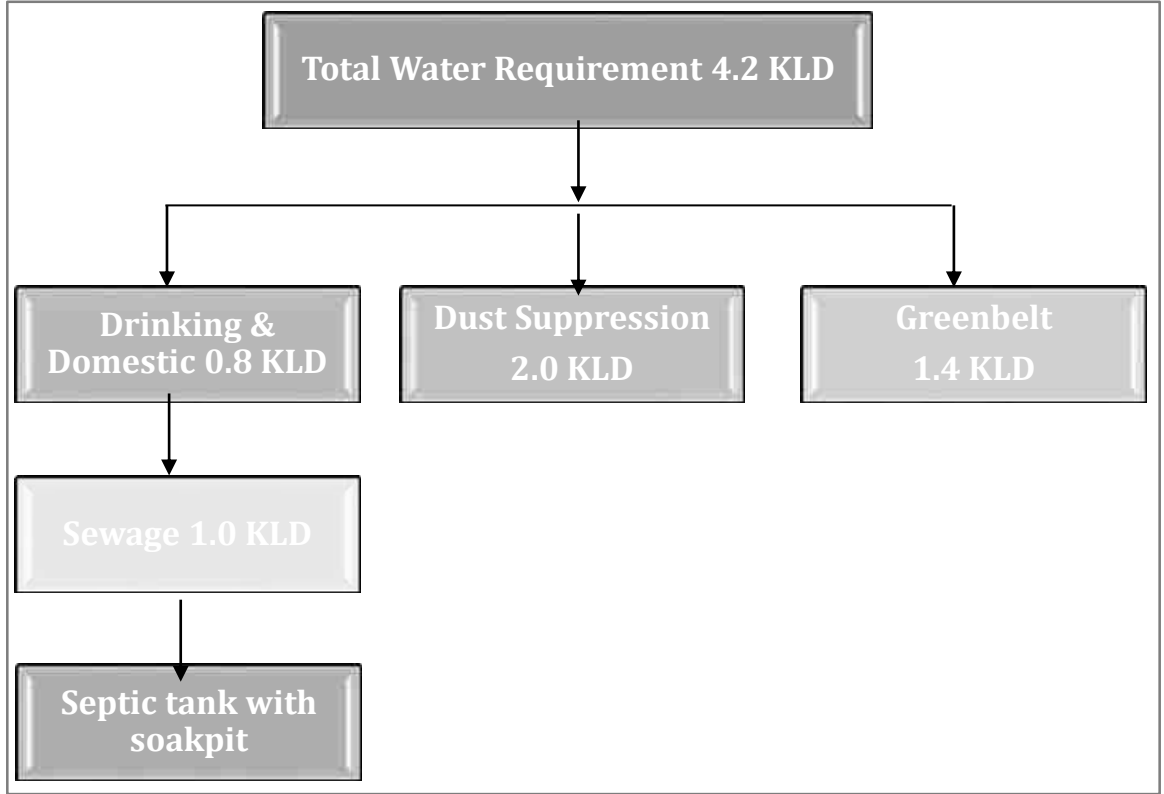 Total Water Requirement 4.2 KLD
Drinking &
Domestic 0.8 KLD
Dust Suppression
2.0 KLD
Greenbelt
1.4 KLD
Sewage 1.0 KLD
Septic tank with
soakpit